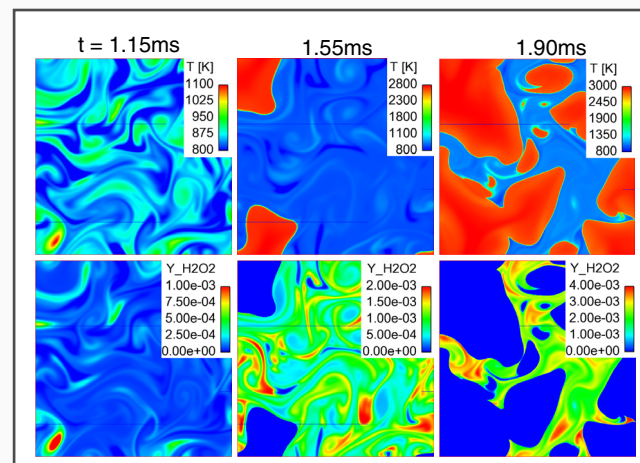 t = 1.15ms
1.55ms
1.90ms
T [K]
1100
1025
950
875
800
T [K]
2800
2300
1800
1100
800
T [K]
3000
2450
1900
1350
800
Y_H2O2
1.00e-03
7.50e-04
5.00e-04
2.50e-04
0.00e+00
Y_H2O2
2.00e-03
1.50e-03
1.00e-03
5.00e-04
0.00e+00
Y_H2O2
4.00e-03
3.00e-03
2.00e-03
1.00e-03
0.00e+00